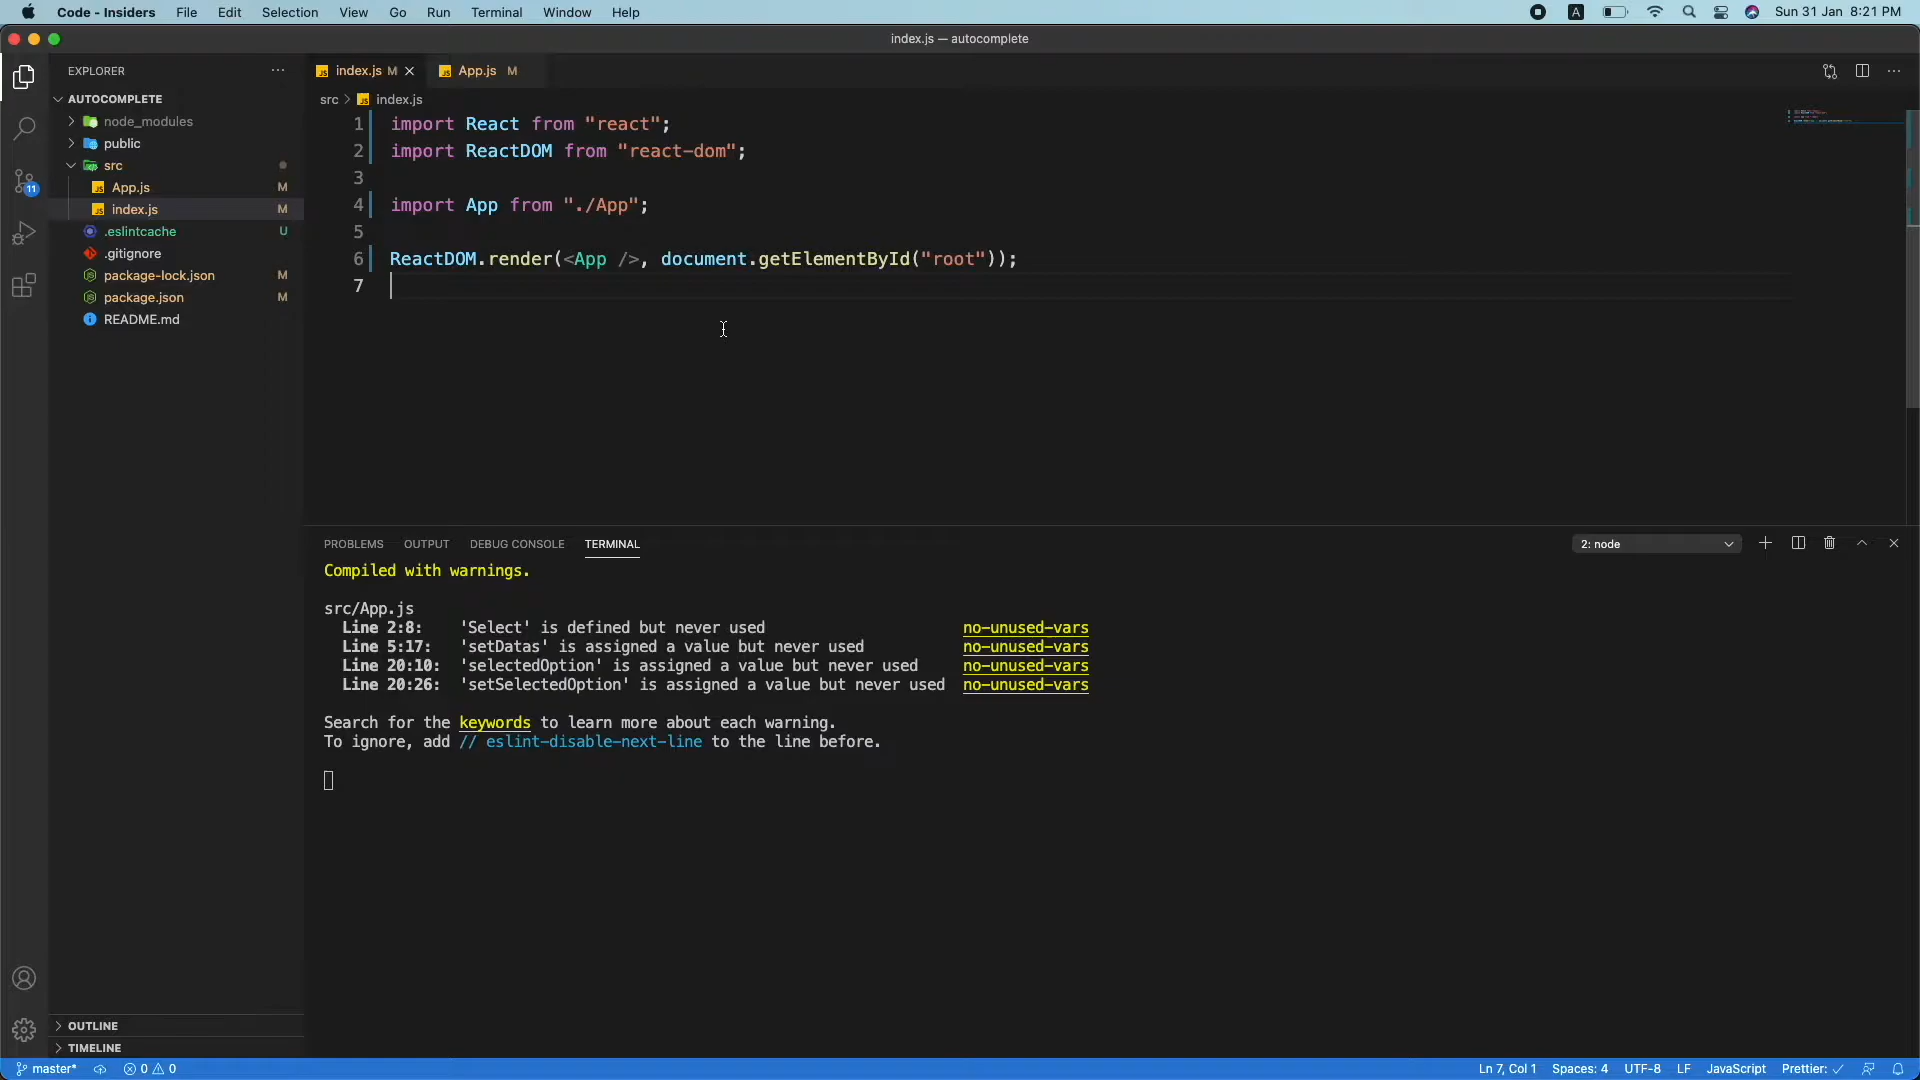 Code - Insiders File Edit Selection View Go Run Terminal Window Help A Sun 31 Jan 8:21 PM
index.js — autocomplete
EXPLORER
index.js M
App.js M
AUTOCOMPLETE
src > index.js
node_modules
public
src
App.js M
index.js M
.eslintcache U
.gitignore
package-lock.json M
package.json M
README.md
11
1 import React from "react";
2 import ReactDOM from "react-dom";
3
4 import App from "./App";
5
6 ReactDOM.render(<App />, document.getElementById("root"));
7
PROBLEMS OUTPUT DEBUG CONSOLE TERMINAL 2: node
Compiled with warnings.
src/App.js
Line 2:8: 'Select' is defined but never used no-unused-vars
Line 5:17: 'setDatas' is assigned a value but never used no-unused-vars
Line 20:10: 'selectedOption' is assigned a value but never used no-unused-vars
Line 20:26: 'setSelectedOption' is assigned a value but never used no-unused-vars
Search for the keywords to learn more about each warning.
To ignore, add // eslint-disable-next-line to the line before.
OUTLINE
TIMELINE
master* 0 0 Ln 7, Col 1 Spaces: 4 UTF-8 LF JavaScript Prettier: ✓